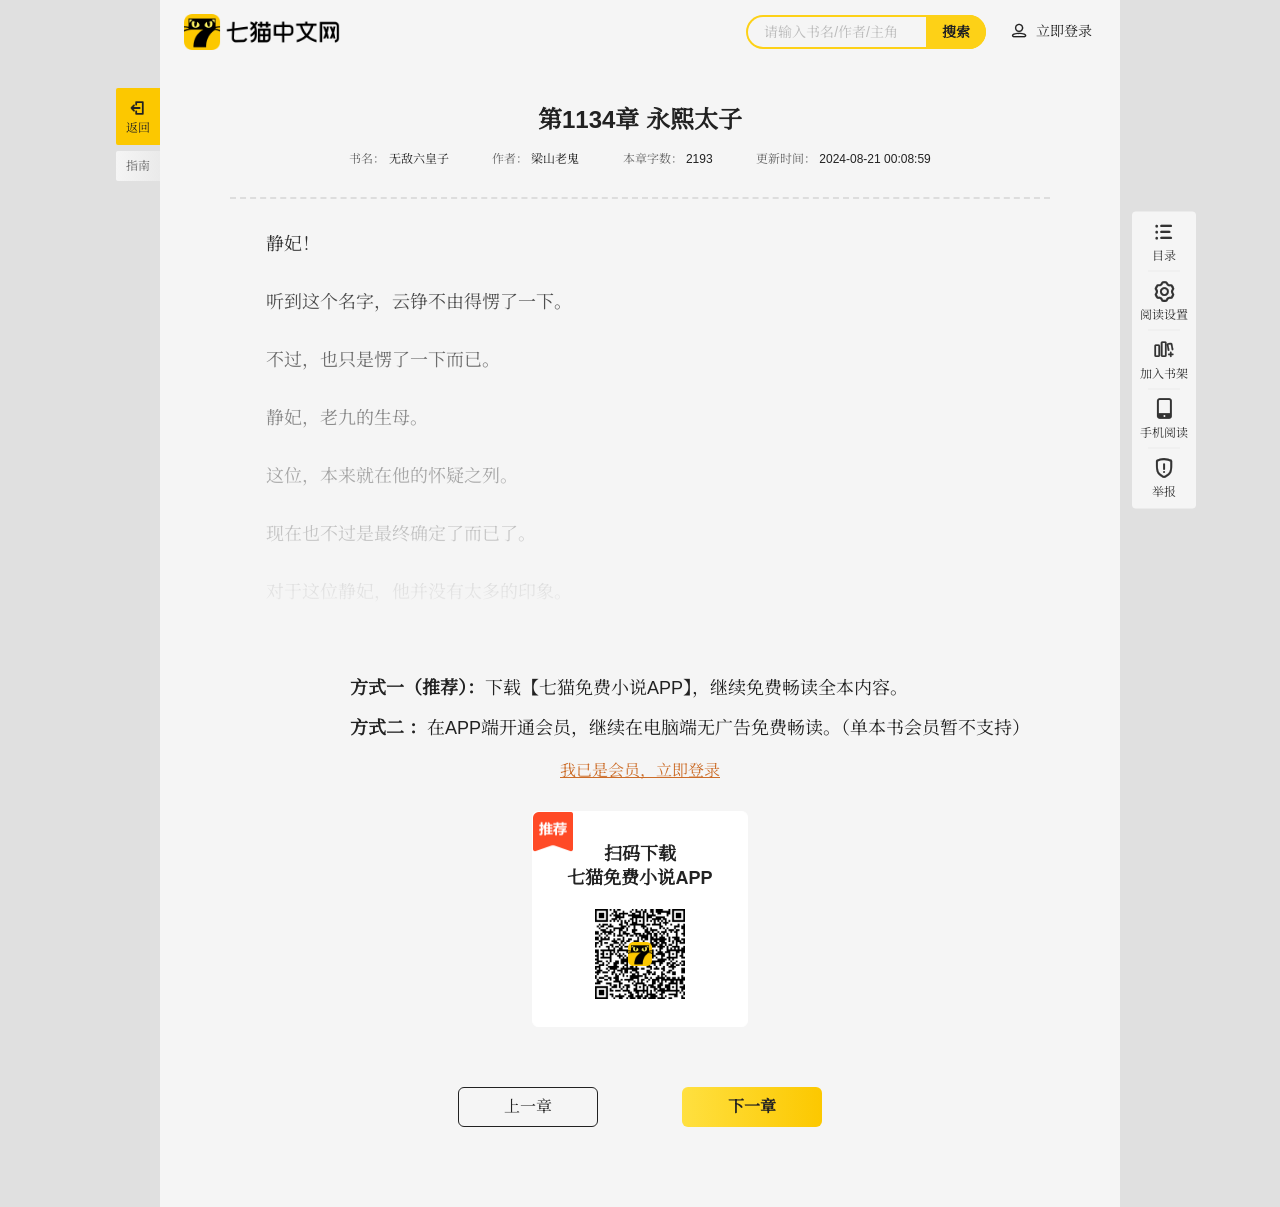 七猫中文网
请输入书名/作者/主角
搜索
立即登录
返回
指南
第1134章 永熙太子
书名： 无敌六皇子 作者： 梁山老鬼 本章字数： 2193 更新时间： 2024-08-21 00:08:59
静妃！
听到这个名字，云铮不由得愣了一下。
不过，也只是愣了一下而已。
静妃，老九的生母。
这位，本来就在他的怀疑之列。
现在也不过是最终确定了而已了。
对于这位静妃，他并没有太多的印象。
目录
阅读设置
加入书架
手机阅读
举报
方式一（推荐）：下载【七猫免费小说APP】，继续免费畅读全本内容。
方式二 ：在APP端开通会员，继续在电脑端无广告免费畅读。（单本书会员暂不支持）
我已是会员，立即登录
推荐
扫码下载
七猫免费小说APP
上一章
下一章